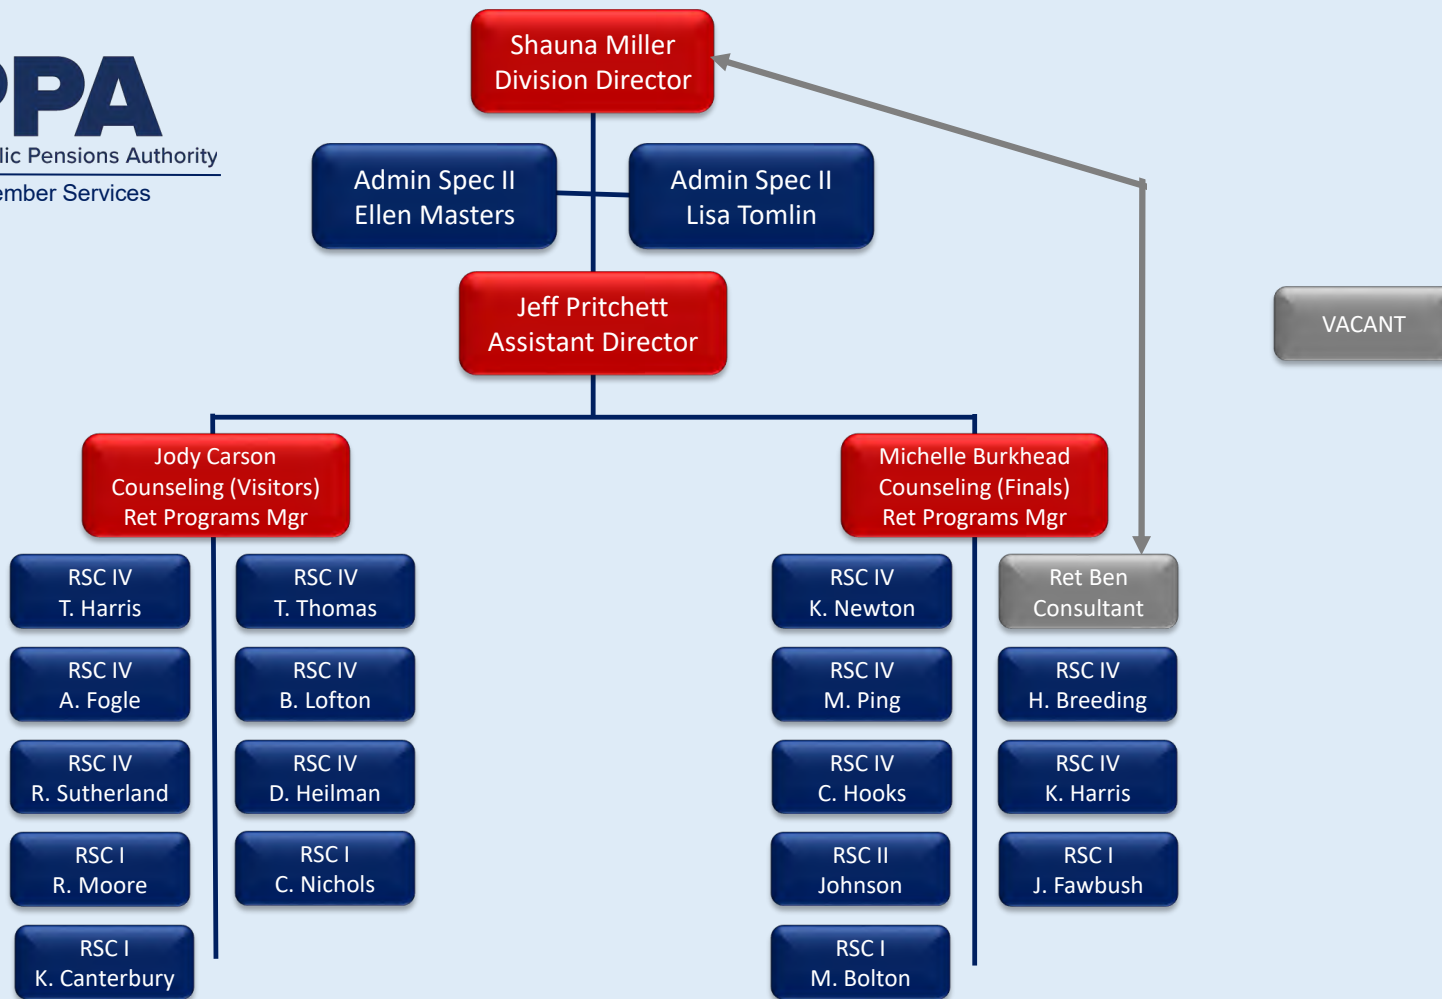 Shauna Miller
Division Director
PPA
lic Pensions Authority
ember Services
Admin Spec II
Ellen Masters
Admin Spec II
Lisa Tomlin
Jeff Pritchett
Assistant Director
VACANT
Jody Carson
Counseling (Visitors)
Ret Programs Mgr
Michelle Burkhead
Counseling (Finals)
Ret Programs Mgr
RSC IV
T. Harris
RSC IV
T. Thomas
RSC IV
K. Newton
Ret Ben
Consultant
RSC IV
A. Fogle
RSC IV
B. Lofton
RSC IV
M. Ping
RSC IV
H. Breeding
RSC IV
R. Sutherland
RSC IV
D. Heilman
RSC IV
C. Hooks
RSC IV
K. Harris
RSC I
R. Moore
RSC I
C. Nichols
RSC II
Johnson
RSC I
J. Fawbush
RSC I
K. Canterbury
RSC I
M. Bolton